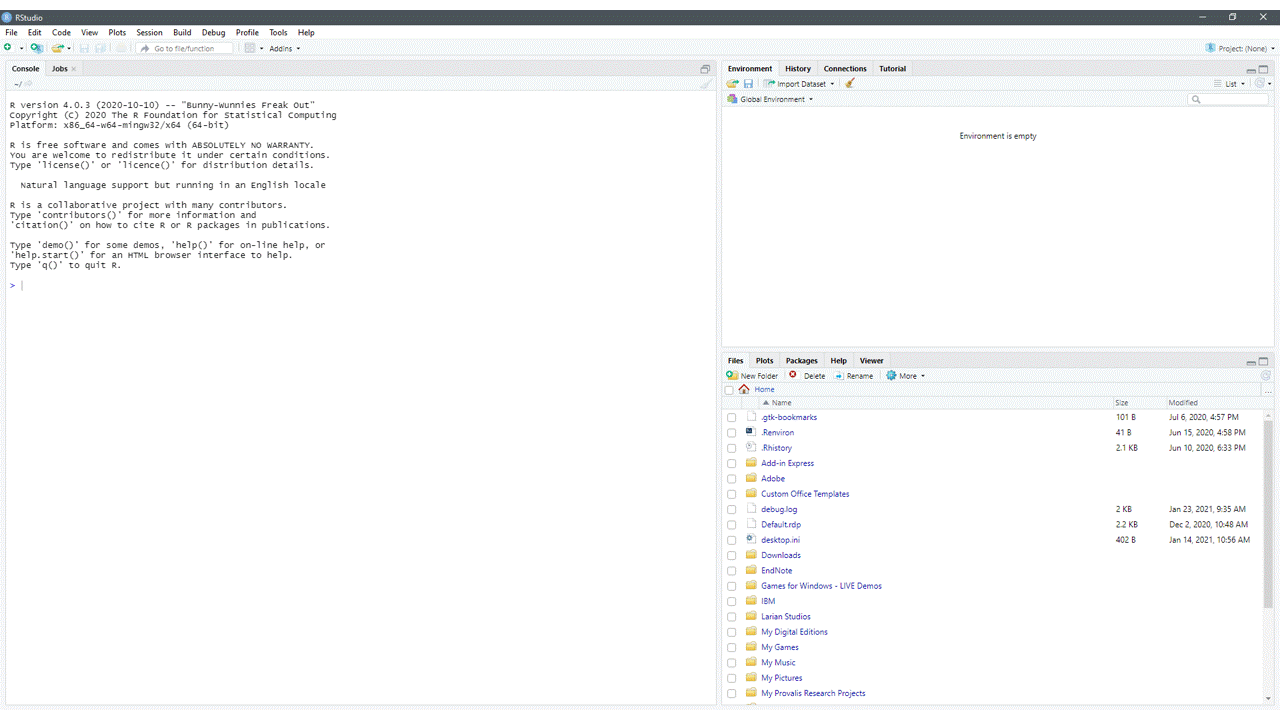 RStudio
File Edit Code View Plots Session Build Debug Profile Tools Help
Go to file/function Addins Project: (None)
Console Jobs
~/
R version 4.0.3 (2020-10-10) -- "Bunny-Wunnies Freak Out"
Copyright (C) 2020 The R Foundation for Statistical Computing
Platform: x86_64-w64-mingw32/x64 (64-bit)
R is free software and comes with ABSOLUTELY NO WARRANTY.
You are welcome to redistribute it under certain conditions.
Type 'license()' or 'licence()' for distribution details.
Natural language support but running in an English locale
R is a collaborative project with many contributors.
Type 'contributors()' for more information and
'citation()' on how to cite R or R packages in publications.
Type 'demo()' for some demos, 'help()' for on-line help, or
'help.start()' for an HTML browser interface to help.
Type 'q()' to quit R.
>
Environment History Connections Tutorial
Import Dataset List
Global Environment
Environment is empty
Files Plots Packages Help Viewer
New Folder Delete Rename More
Home
Name Size Modified
.gtk-bookmarks 101 B Jul 6, 2020, 4:57 PM
.Renviron 41 B Jun 15, 2020, 4:58 PM
.Rhistory 2.1 KB Jun 10, 2020, 6:33 PM
Add-in Express
Adobe
Custom Office Templates
debug.log 2 KB Jan 23, 2021, 9:35 AM
Default.rdp 2.2 KB Dec 2, 2020, 10:48 AM
desktop.ini 402 B Jan 14, 2021, 10:56 AM
Downloads
EndNote
Games for Windows - LIVE Demos
IBM
Larian Studios
My Digital Editions
My Games
My Music
My Pictures
My Provalis Research Projects